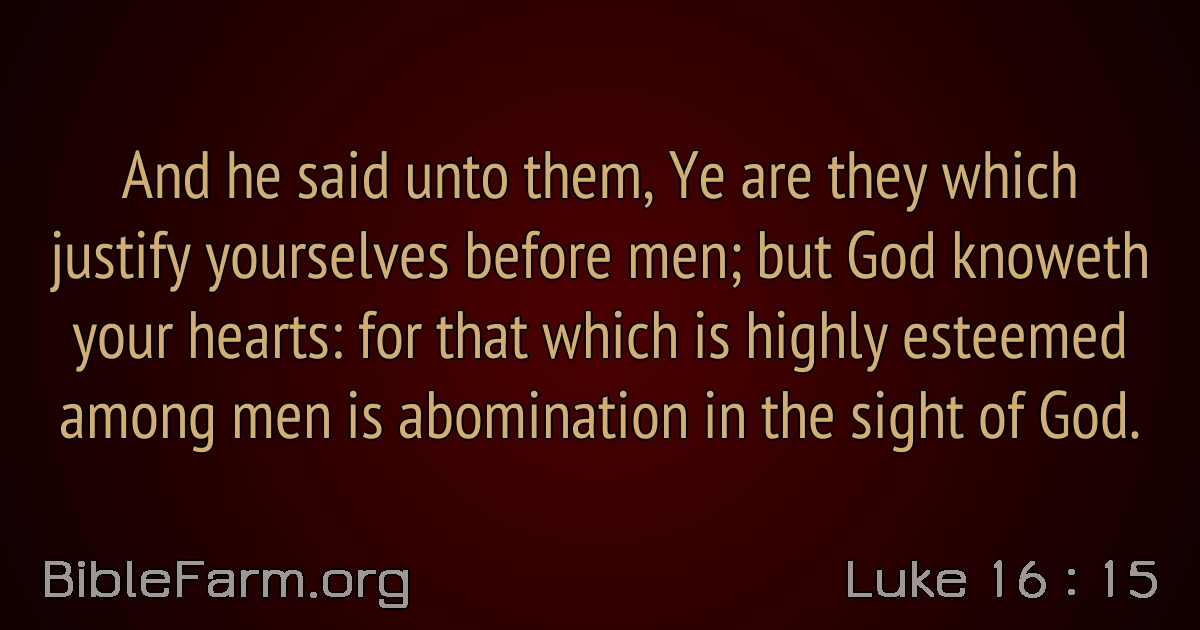 And he said unto them, Ye are they which
justify yourselves before men; but God knoweth
your hearts: for that which is highly esteemed
among men is abomination in the sight of God.
BibleFarm.org
Luke 16 : 15